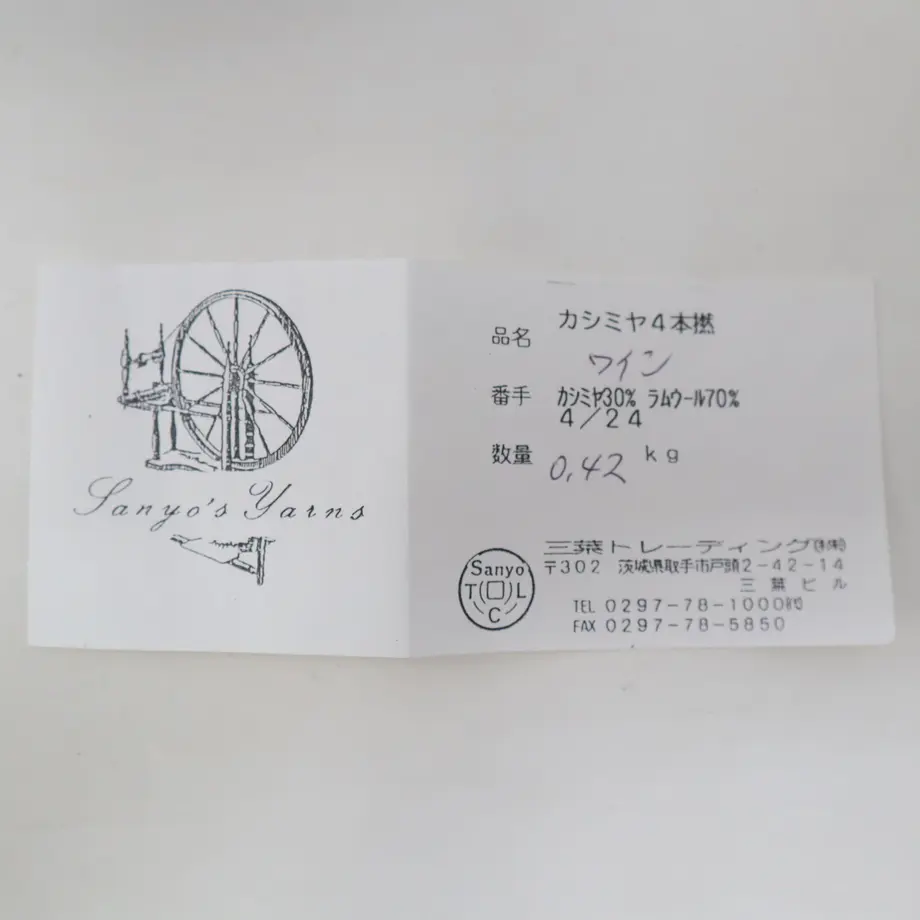 Sanyo's Yarns
品名 カシミヤ4本撚
ワイン
番手 カシミヤ30% ラムウール70%
4/24
数量 0.42 kg
Sanyo
T L
C
三葉トレーディング(株)
〒302 茨城県取手市戸頭2-42-14
三葉ビル
TEL 0297-78-1000(代)
FAX 0297-78-5850